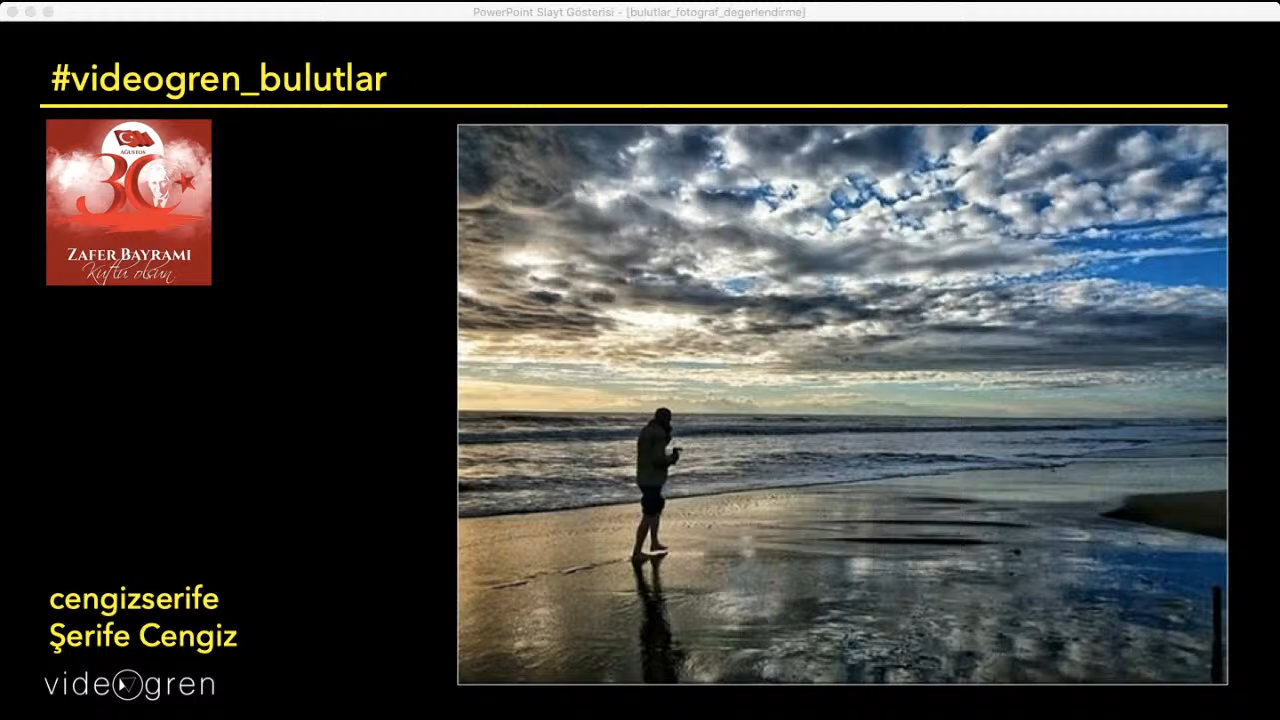 PowerPoint Slayt Gösterisi - [bulutlar_fotograf_degerlendirme]
#videogren_bulutlar
AĞUSTOS
30
ZAFER BAYRAMI
Kutlu olsun
cengizserife
Şerife Cengiz
videogren